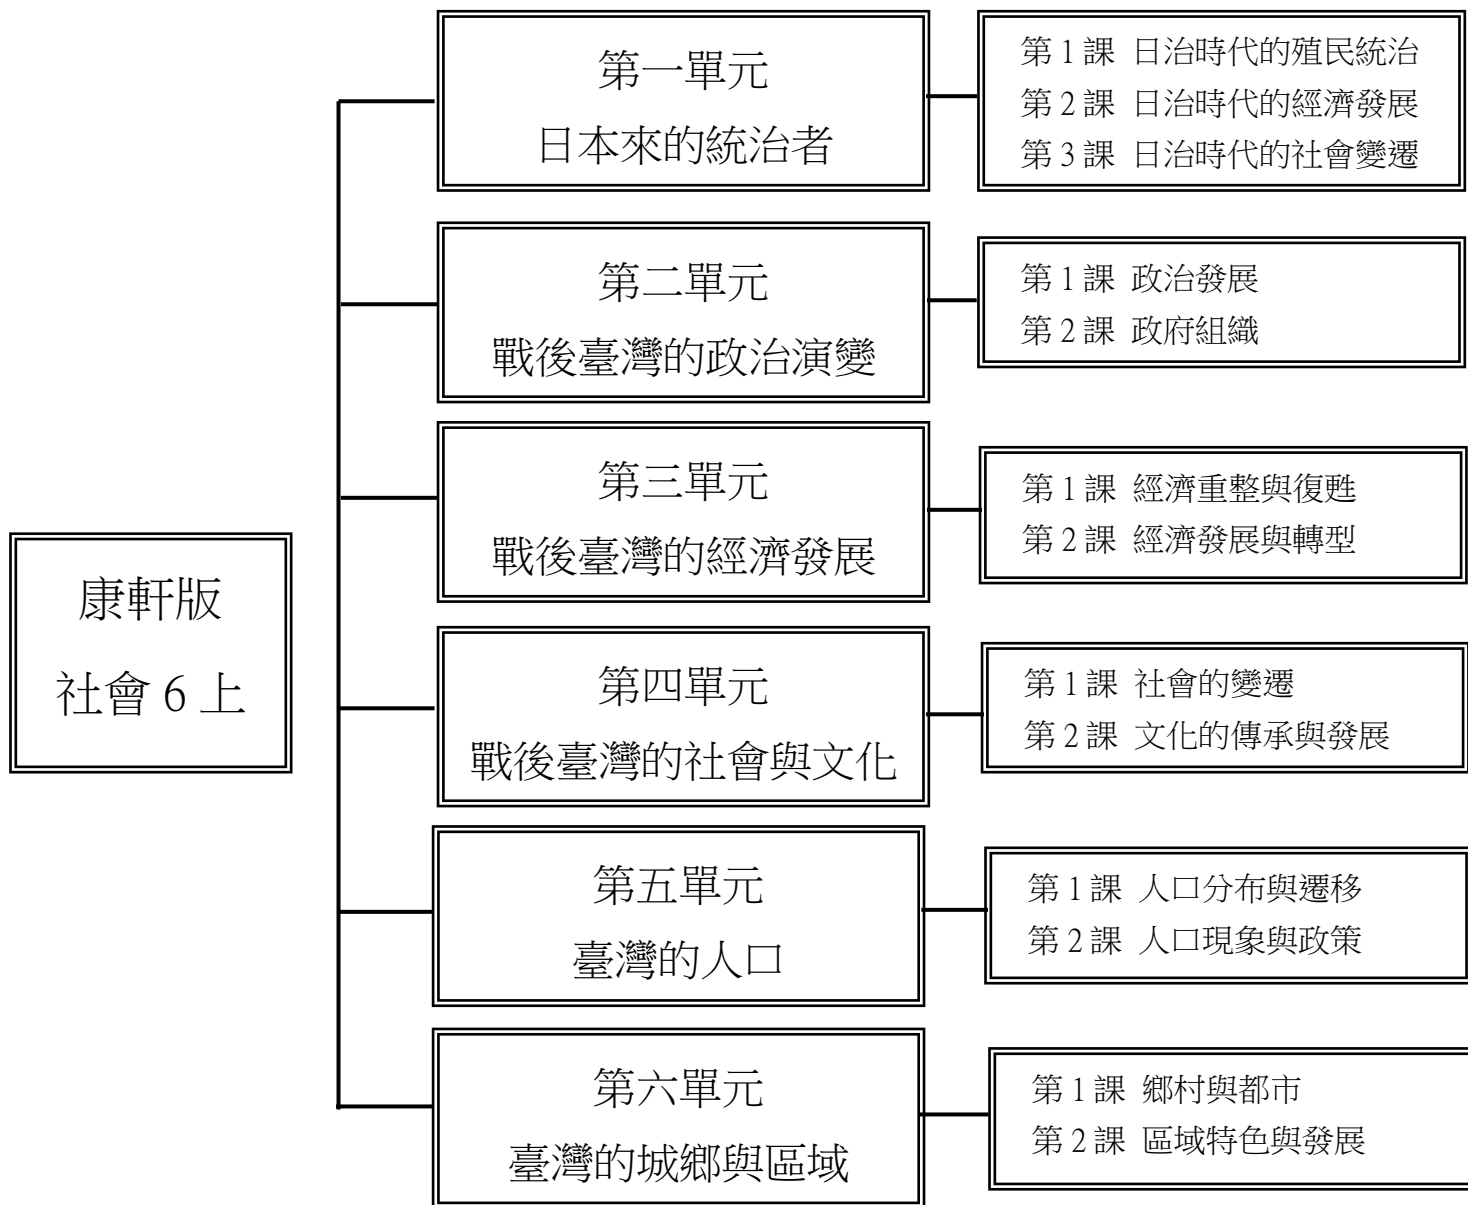 康軒版
社會 6 上
第一單元
日本來的統治者
第 1 課 日治時代的殖民統治
第 2 課 日治時代的經濟發展
第 3 課 日治時代的社會變遷
第二單元
戰後臺灣的政治演變
第 1 課 政治發展
第 2 課 政府組織
第三單元
戰後臺灣的經濟發展
第 1 課 經濟重整與復甦
第 2 課 經濟發展與轉型
第四單元
戰後臺灣的社會與文化
第 1 課 社會的變遷
第 2 課 文化的傳承與發展
第五單元
臺灣的人口
第 1 課 人口分布與遷移
第 2 課 人口現象與政策
第六單元
臺灣的城鄉與區域
第 1 課 鄉村與都市
第 2 課 區域特色與發展